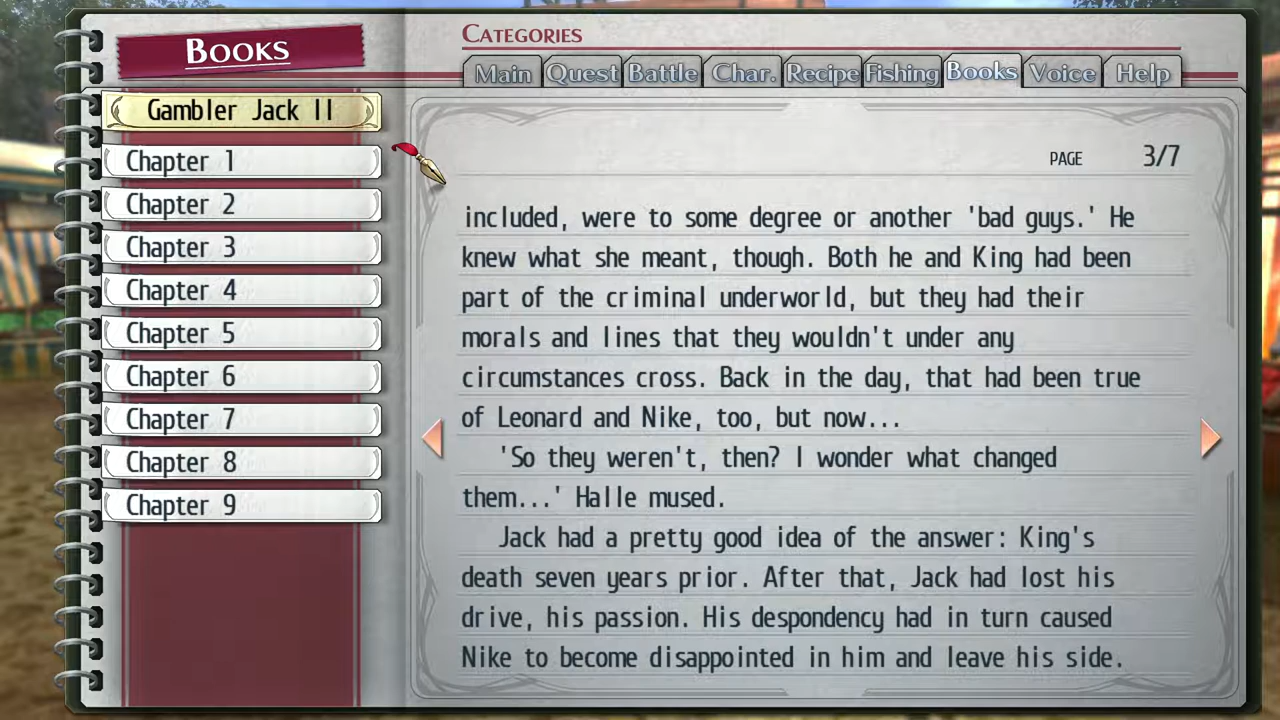 BOOKS
CATEGORIES
Main Quest Battle Char. Recipe Fishing Books Voice Help
Gambler Jack II
Chapter 1
Chapter 2
Chapter 3
Chapter 4
Chapter 5
Chapter 6
Chapter 7
Chapter 8
Chapter 9
PAGE 3/7
included, were to some degree or another 'bad guys.' He
knew what she meant, though. Both he and King had been
part of the criminal underworld, but they had their
morals and lines that they wouldn't under any
circumstances cross. Back in the day, that had been true
of Leonard and Nike, too, but now...
'So they weren't, then? I wonder what changed
them...' Halle mused.
Jack had a pretty good idea of the answer: King's
death seven years prior. After that, Jack had lost his
drive, his passion. His despondency had in turn caused
Nike to become disappointed in him and leave his side.